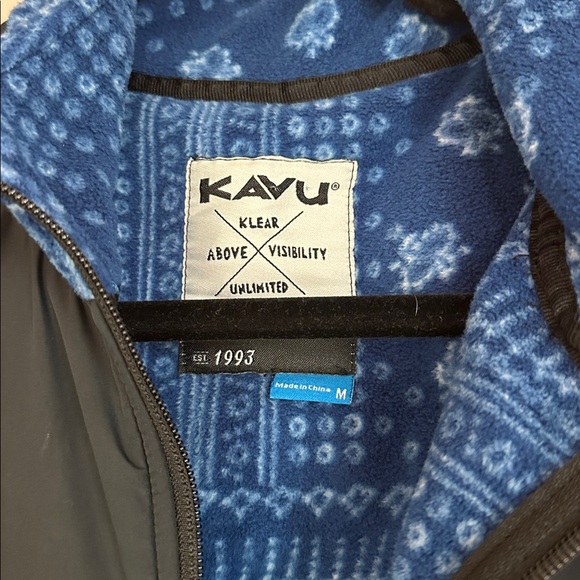 KAVU®
KLEAR
ABOVE VISIBILITY
UNLIMITED
EST. 1993
Made in China M